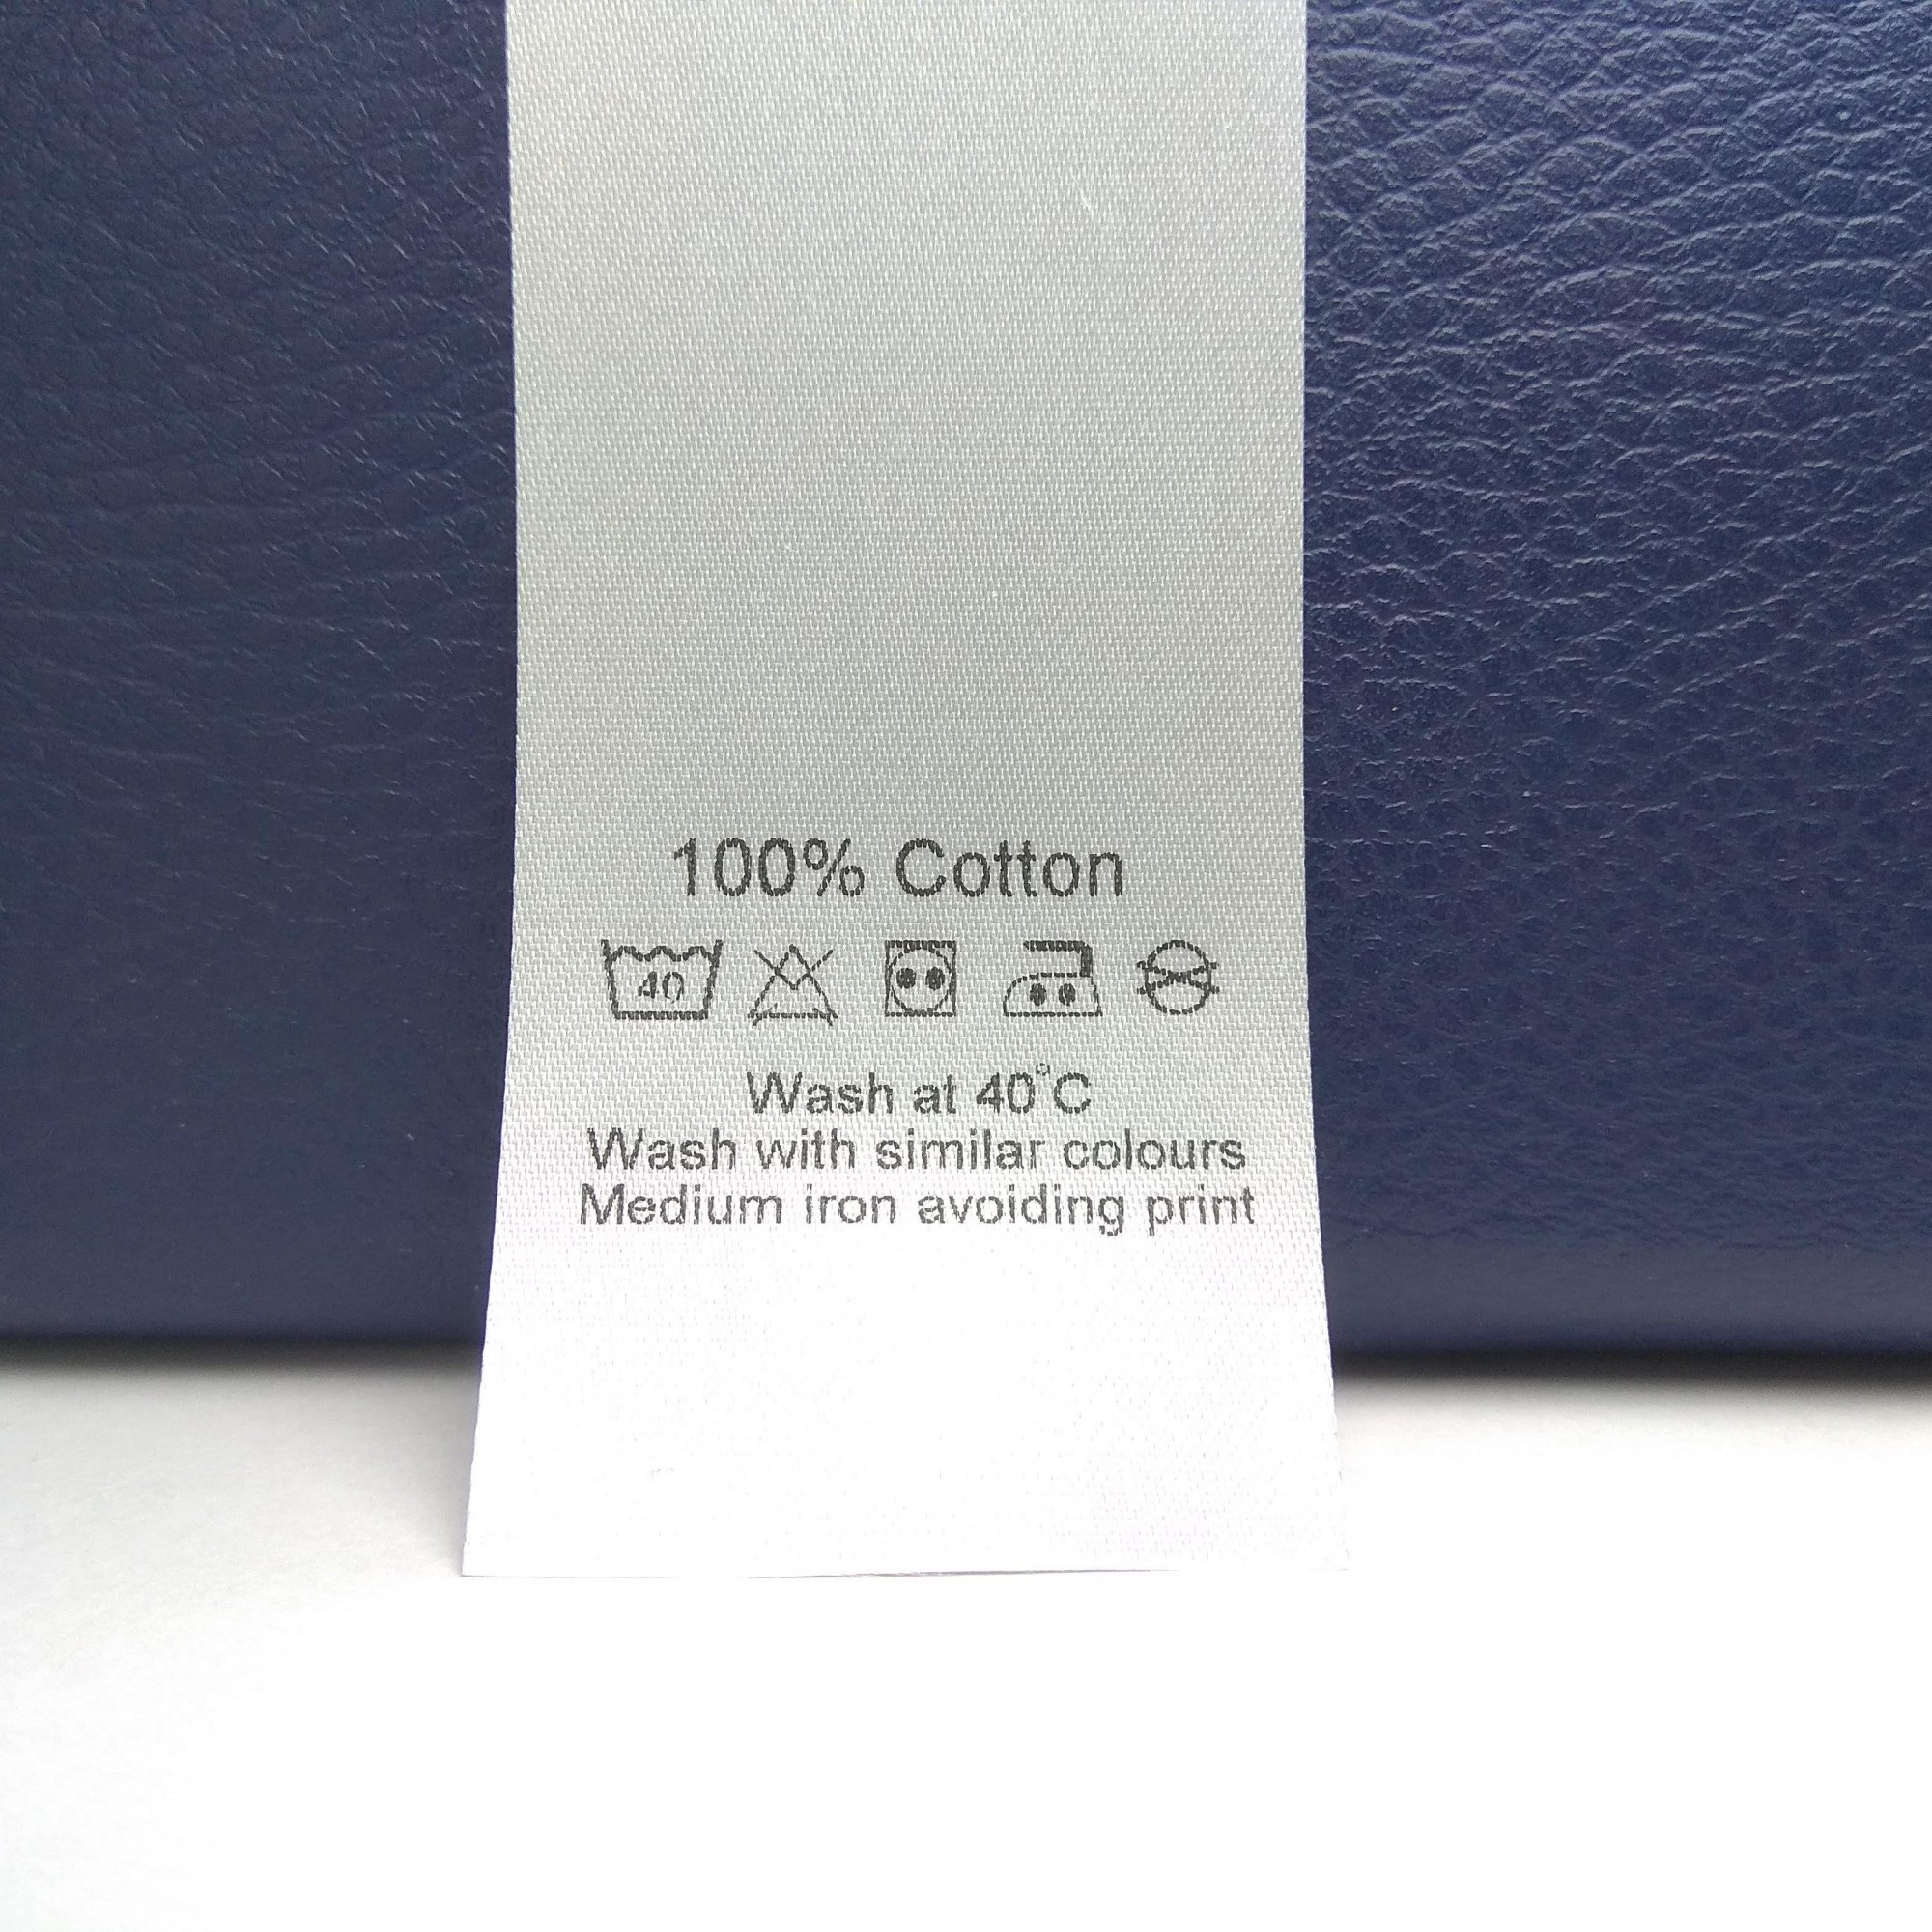 100% Cotton
40
Wash at 40°C
Wash with similar colours
Medium iron avoiding print